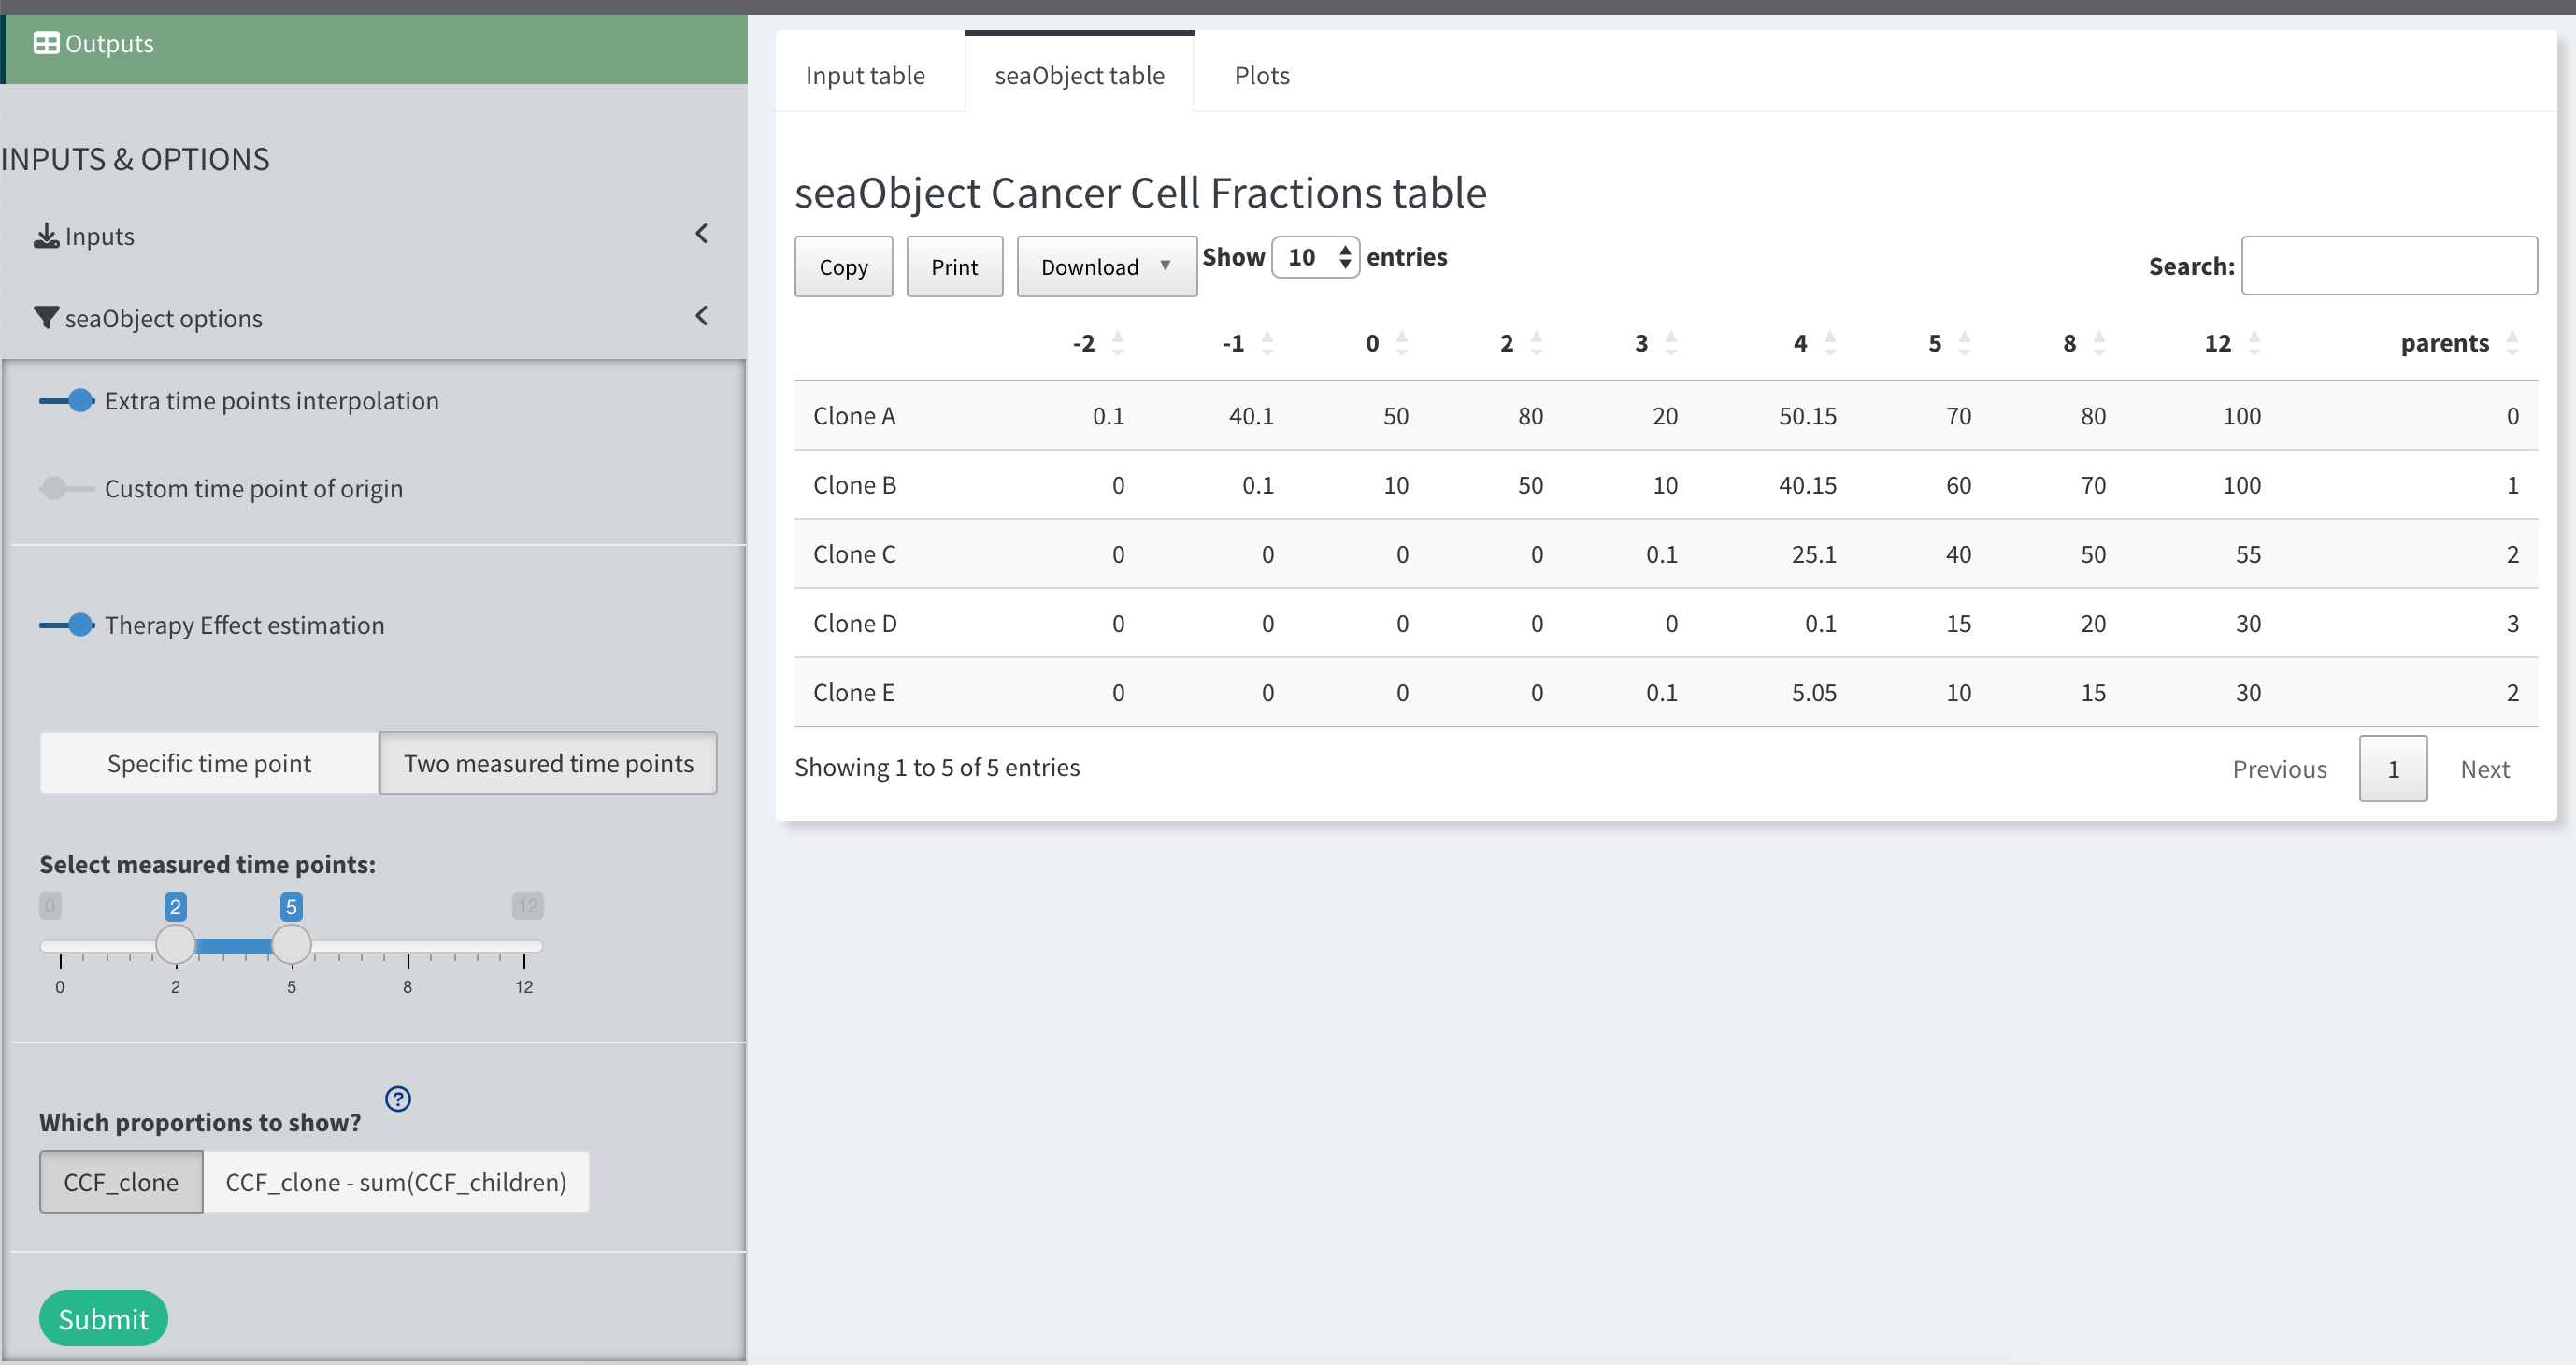 Outputs
INPUTS & OPTIONS
Inputs
seaObject options
Extra time points interpolation
Custom time point of origin
Therapy Effect estimation
Specific time point Two measured time points
Select measured time points:
0 2 5 12
0 2 5 8 12
Which proportions to show? ?
CCF_clone CCF_clone - sum(CCF_children)
Submit
Input table seaObject table Plots
seaObject Cancer Cell Fractions table
Copy Print Download Show 10 entries Search:
-2 -1 0 2 3 4 5 8 12 parents
Clone A 0.1 40.1 50 80 20 50.15 70 80 100 0
Clone B 0 0.1 10 50 10 40.15 60 70 100 1
Clone C 0 0 0 0 0.1 25.1 40 50 55 2
Clone D 0 0 0 0 0 0.1 15 20 30 3
Clone E 0 0 0 0 0.1 5.05 10 15 30 2
Showing 1 to 5 of 5 entries Previous 1 Next